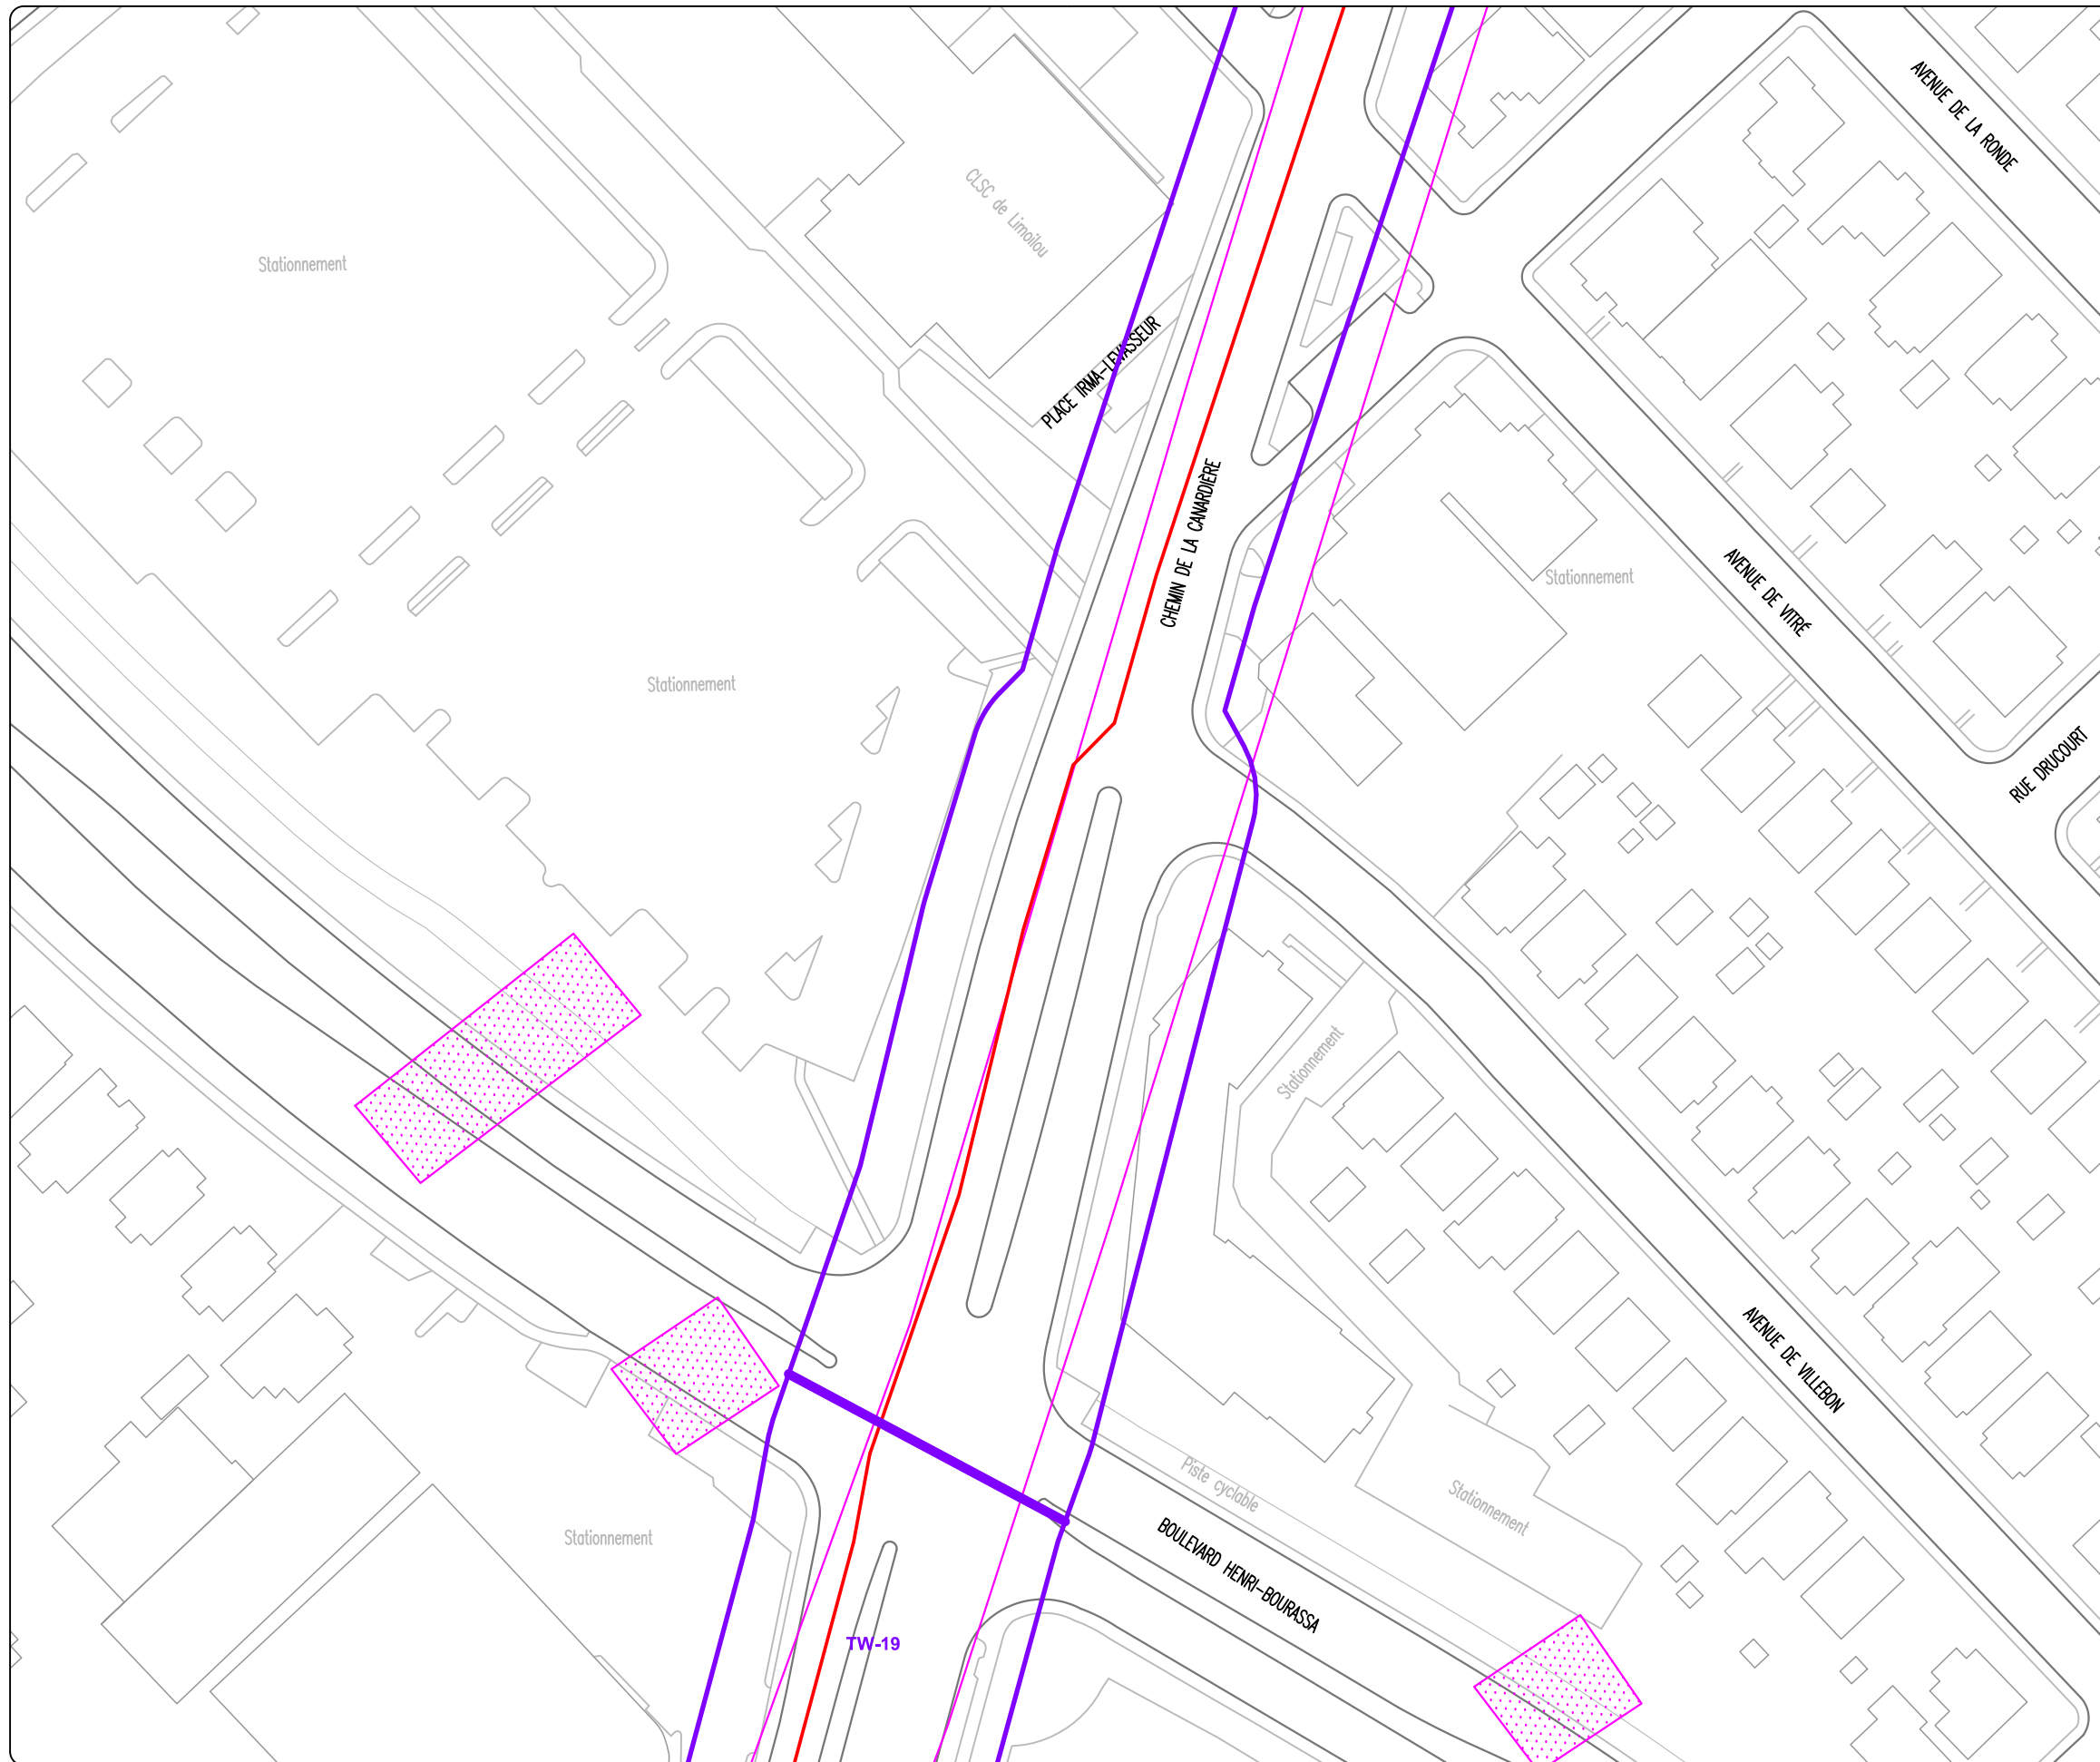 AVENUE DE LA RONDE
CLSC de Limoilou
Stationnement
PLACE IRMA-LEVASSEUR
CHEMIN DE LA CANARDIÈRE
Stationnement
AVENUE DE VITRÉ
Stationnement
RUE DRUCOURT
Stationnement
AVENUE DE VILLEBON
Piste cyclable
Stationnement
Stationnement
BOULEVARD HENRI-BOURASSA
TW-19